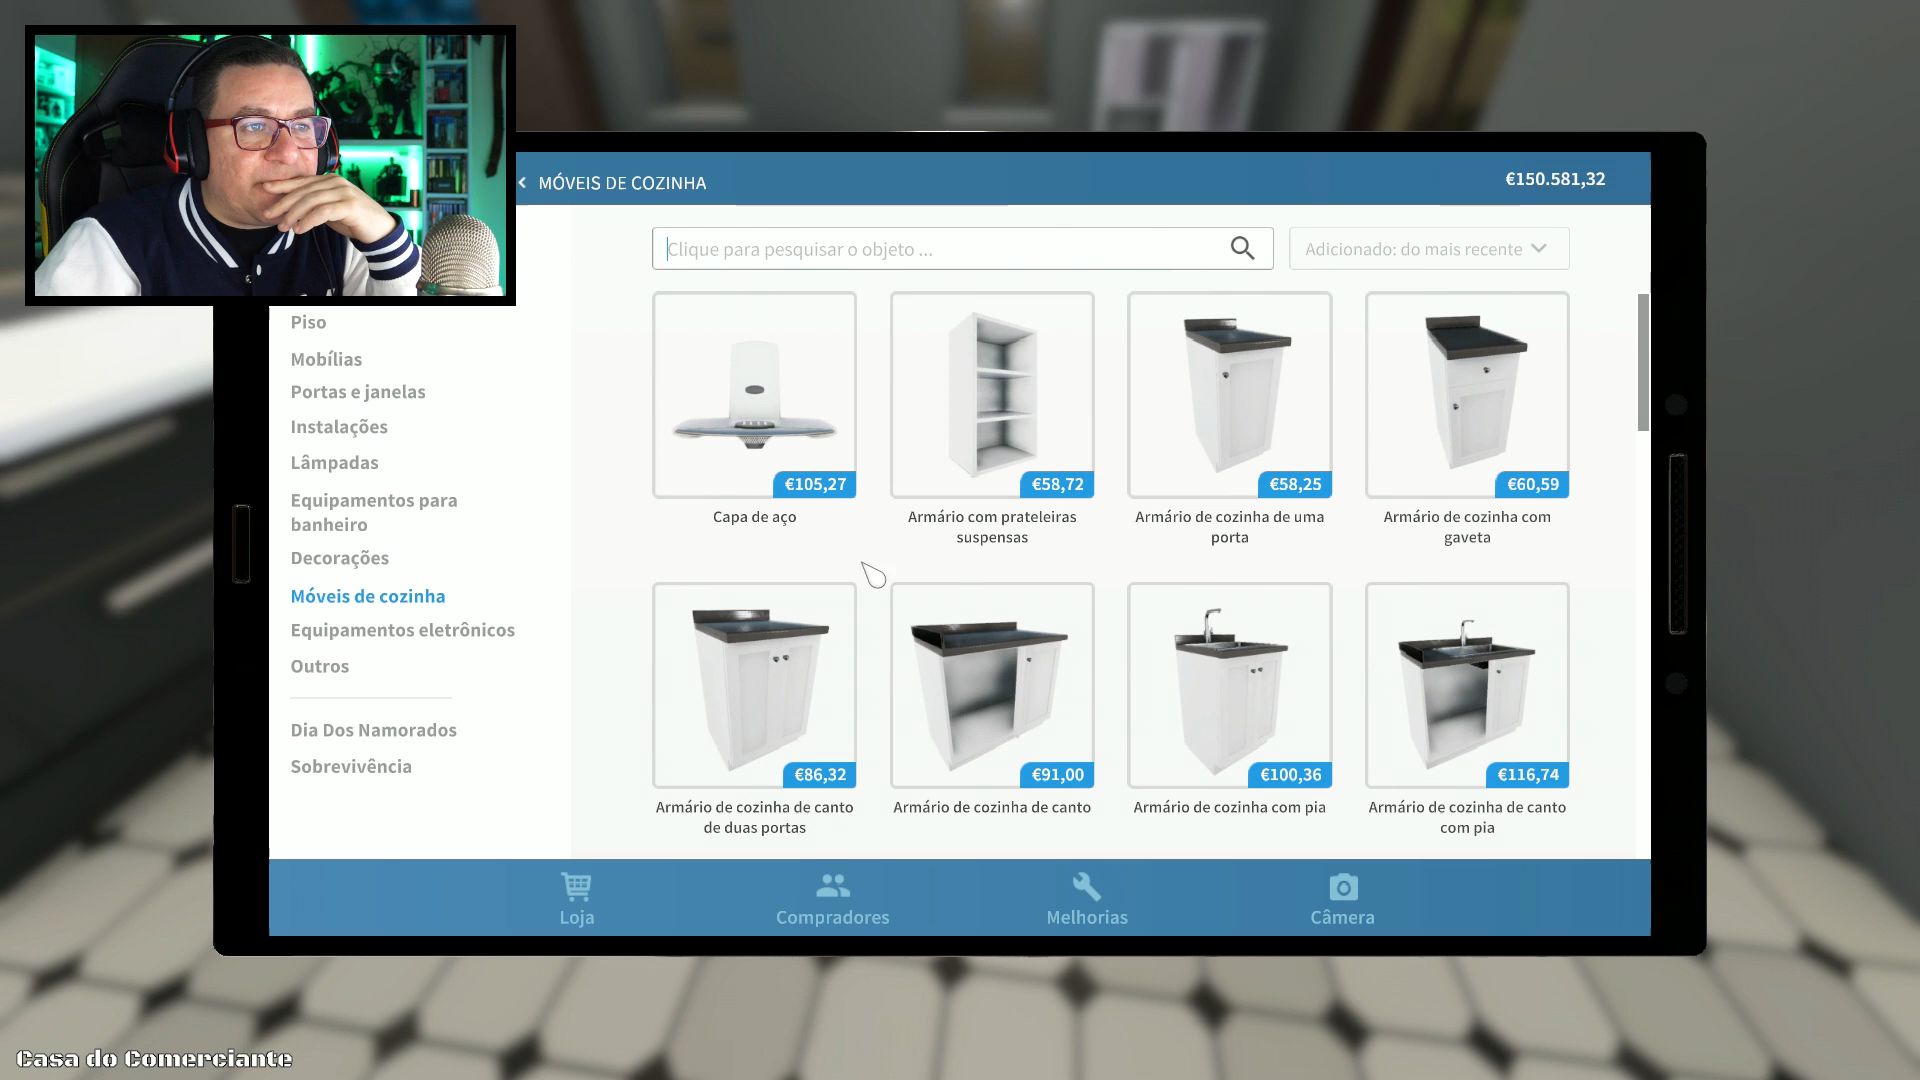 MÓVEIS DE COZINHA
€150.581,32
Clique para pesquisar o objeto ...
Adicionado: do mais recente
Piso
Mobílias
Portas e janelas
Instalações
Lâmpadas
Equipamentos para
banheiro
Decorações
Móveis de cozinha
Equipamentos eletrônicos
Outros
Dia Dos Namorados
Sobrevivência
€105,27
€58,72
€58,25
€60,59
Capa de aço
Armário com prateleiras
suspensas
Armário de cozinha de uma
porta
Armário de cozinha com
gaveta
€86,32
€91,00
€100,36
€116,74
Armário de cozinha de canto
de duas portas
Armário de cozinha de canto
Armário de cozinha com pia
Armário de cozinha de canto
com pia
Loja
Compradores
Melhorias
Câmera
Casa do Comerciante